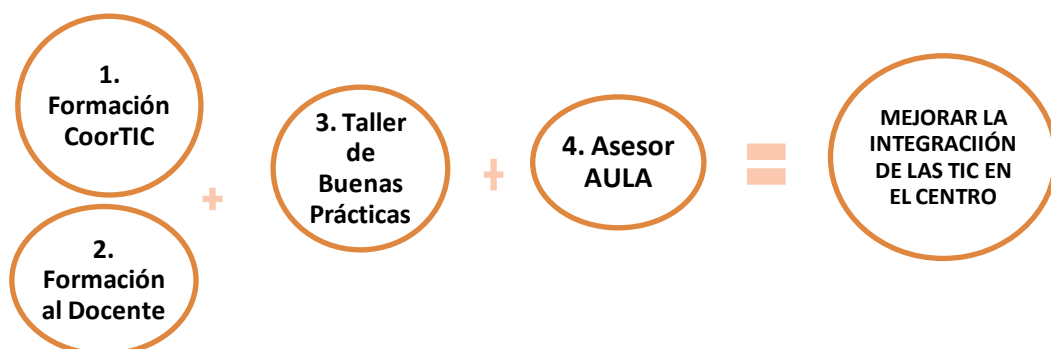 1.
Formación
CoorTIC
2.
Formación
al Docente
+
3. Taller
de
Buenas
Prácticas
+
4. Asesor
AULA
=
MEJORAR LA
INTEGRACIIÓN
DE LAS TIC EN
EL CENTRO